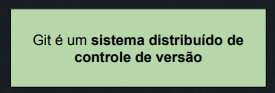 Git é um sistema distribuído de
controle de versão